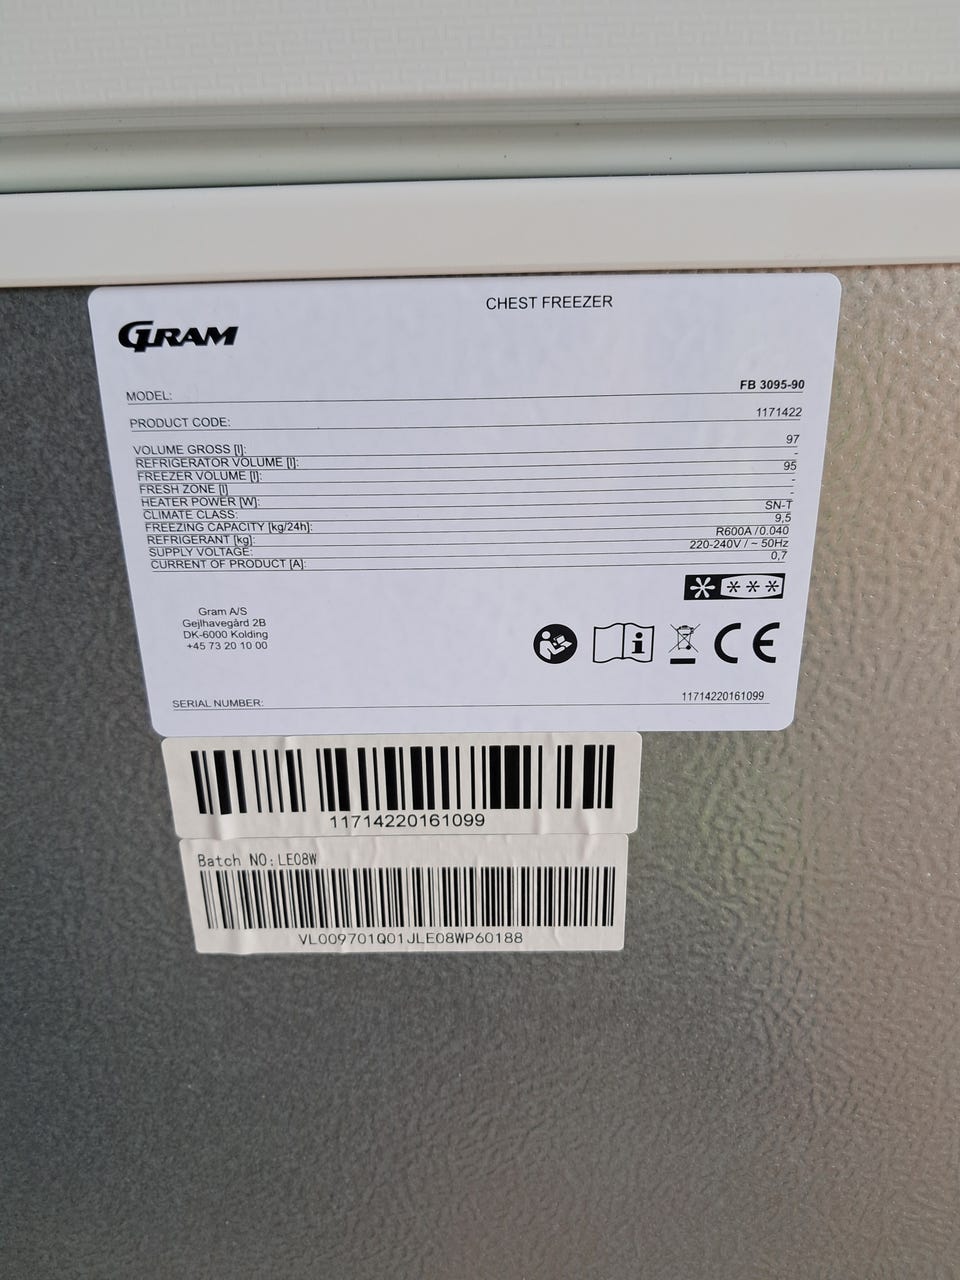 CHEST FREEZER
GRAM
MODEL: FB 3095-90
PRODUCT CODE: 1171422
VOLUME GROSS [l]: 97
REFRIGERATOR VOLUME [l]: -
FREEZER VOLUME [l]: 95
FRESH ZONE [l] -
HEATER POWER [W]: -
CLIMATE CLASS: SN-T
FREEZING CAPACITY [kg/24h]: 9,5
REFRIGERANT [kg]: R600A / 0.040
SUPPLY VOLTAGE: 220-240V / ~ 50Hz
CURRENT OF PRODUCT [A]: 0,7
Gram A/S
Gejlhavegård 2B
DK-6000 Kolding
+45 73 20 10 00
CE
SERIAL NUMBER: 11714220161099
11714220161099
Batch NO:LE08W
VL009701Q01JLE08WP60188